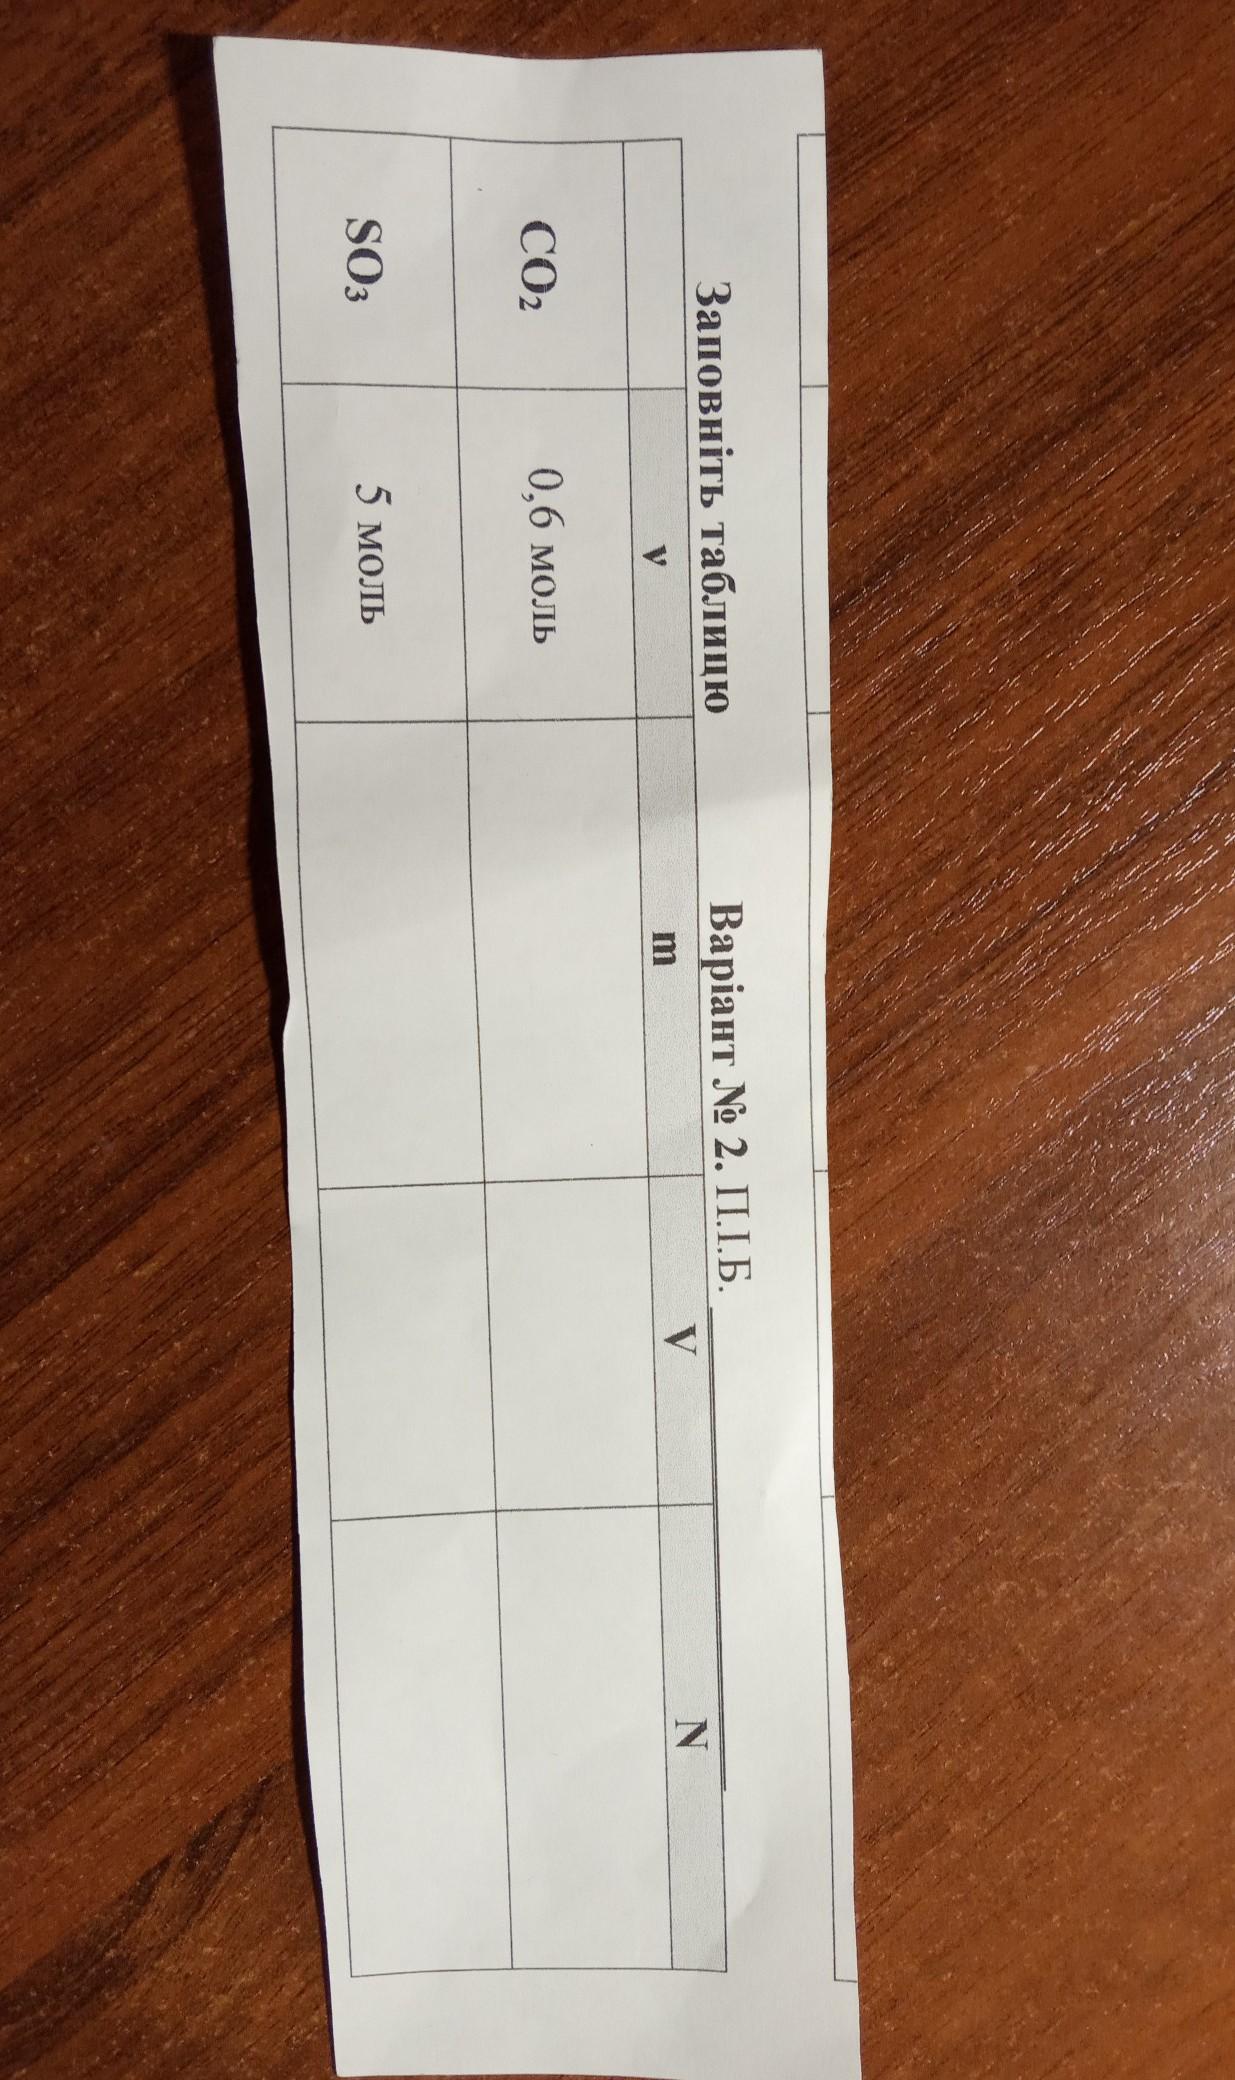 Заповніть таблицю Варіант № 2. П.І.Б.
ν m V N
CO₂ 0,6 моль
SO₃ 5 моль